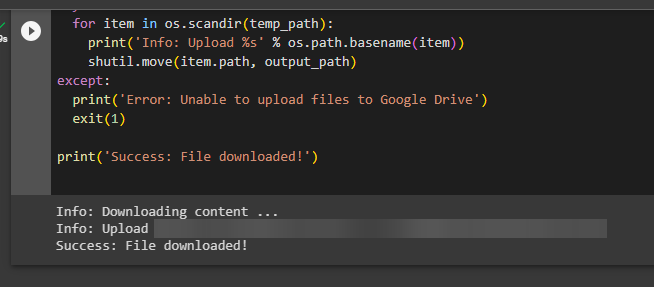 9s
for item in os.scandir(temp_path):
print('Info: Upload %s' % os.path.basename(item))
shutil.move(item.path, output_path)
except:
print('Error: Unable to upload files to Google Drive')
exit(1)
print('Success: File downloaded!')
Info: Downloading content ...
Info: Upload
Success: File downloaded!